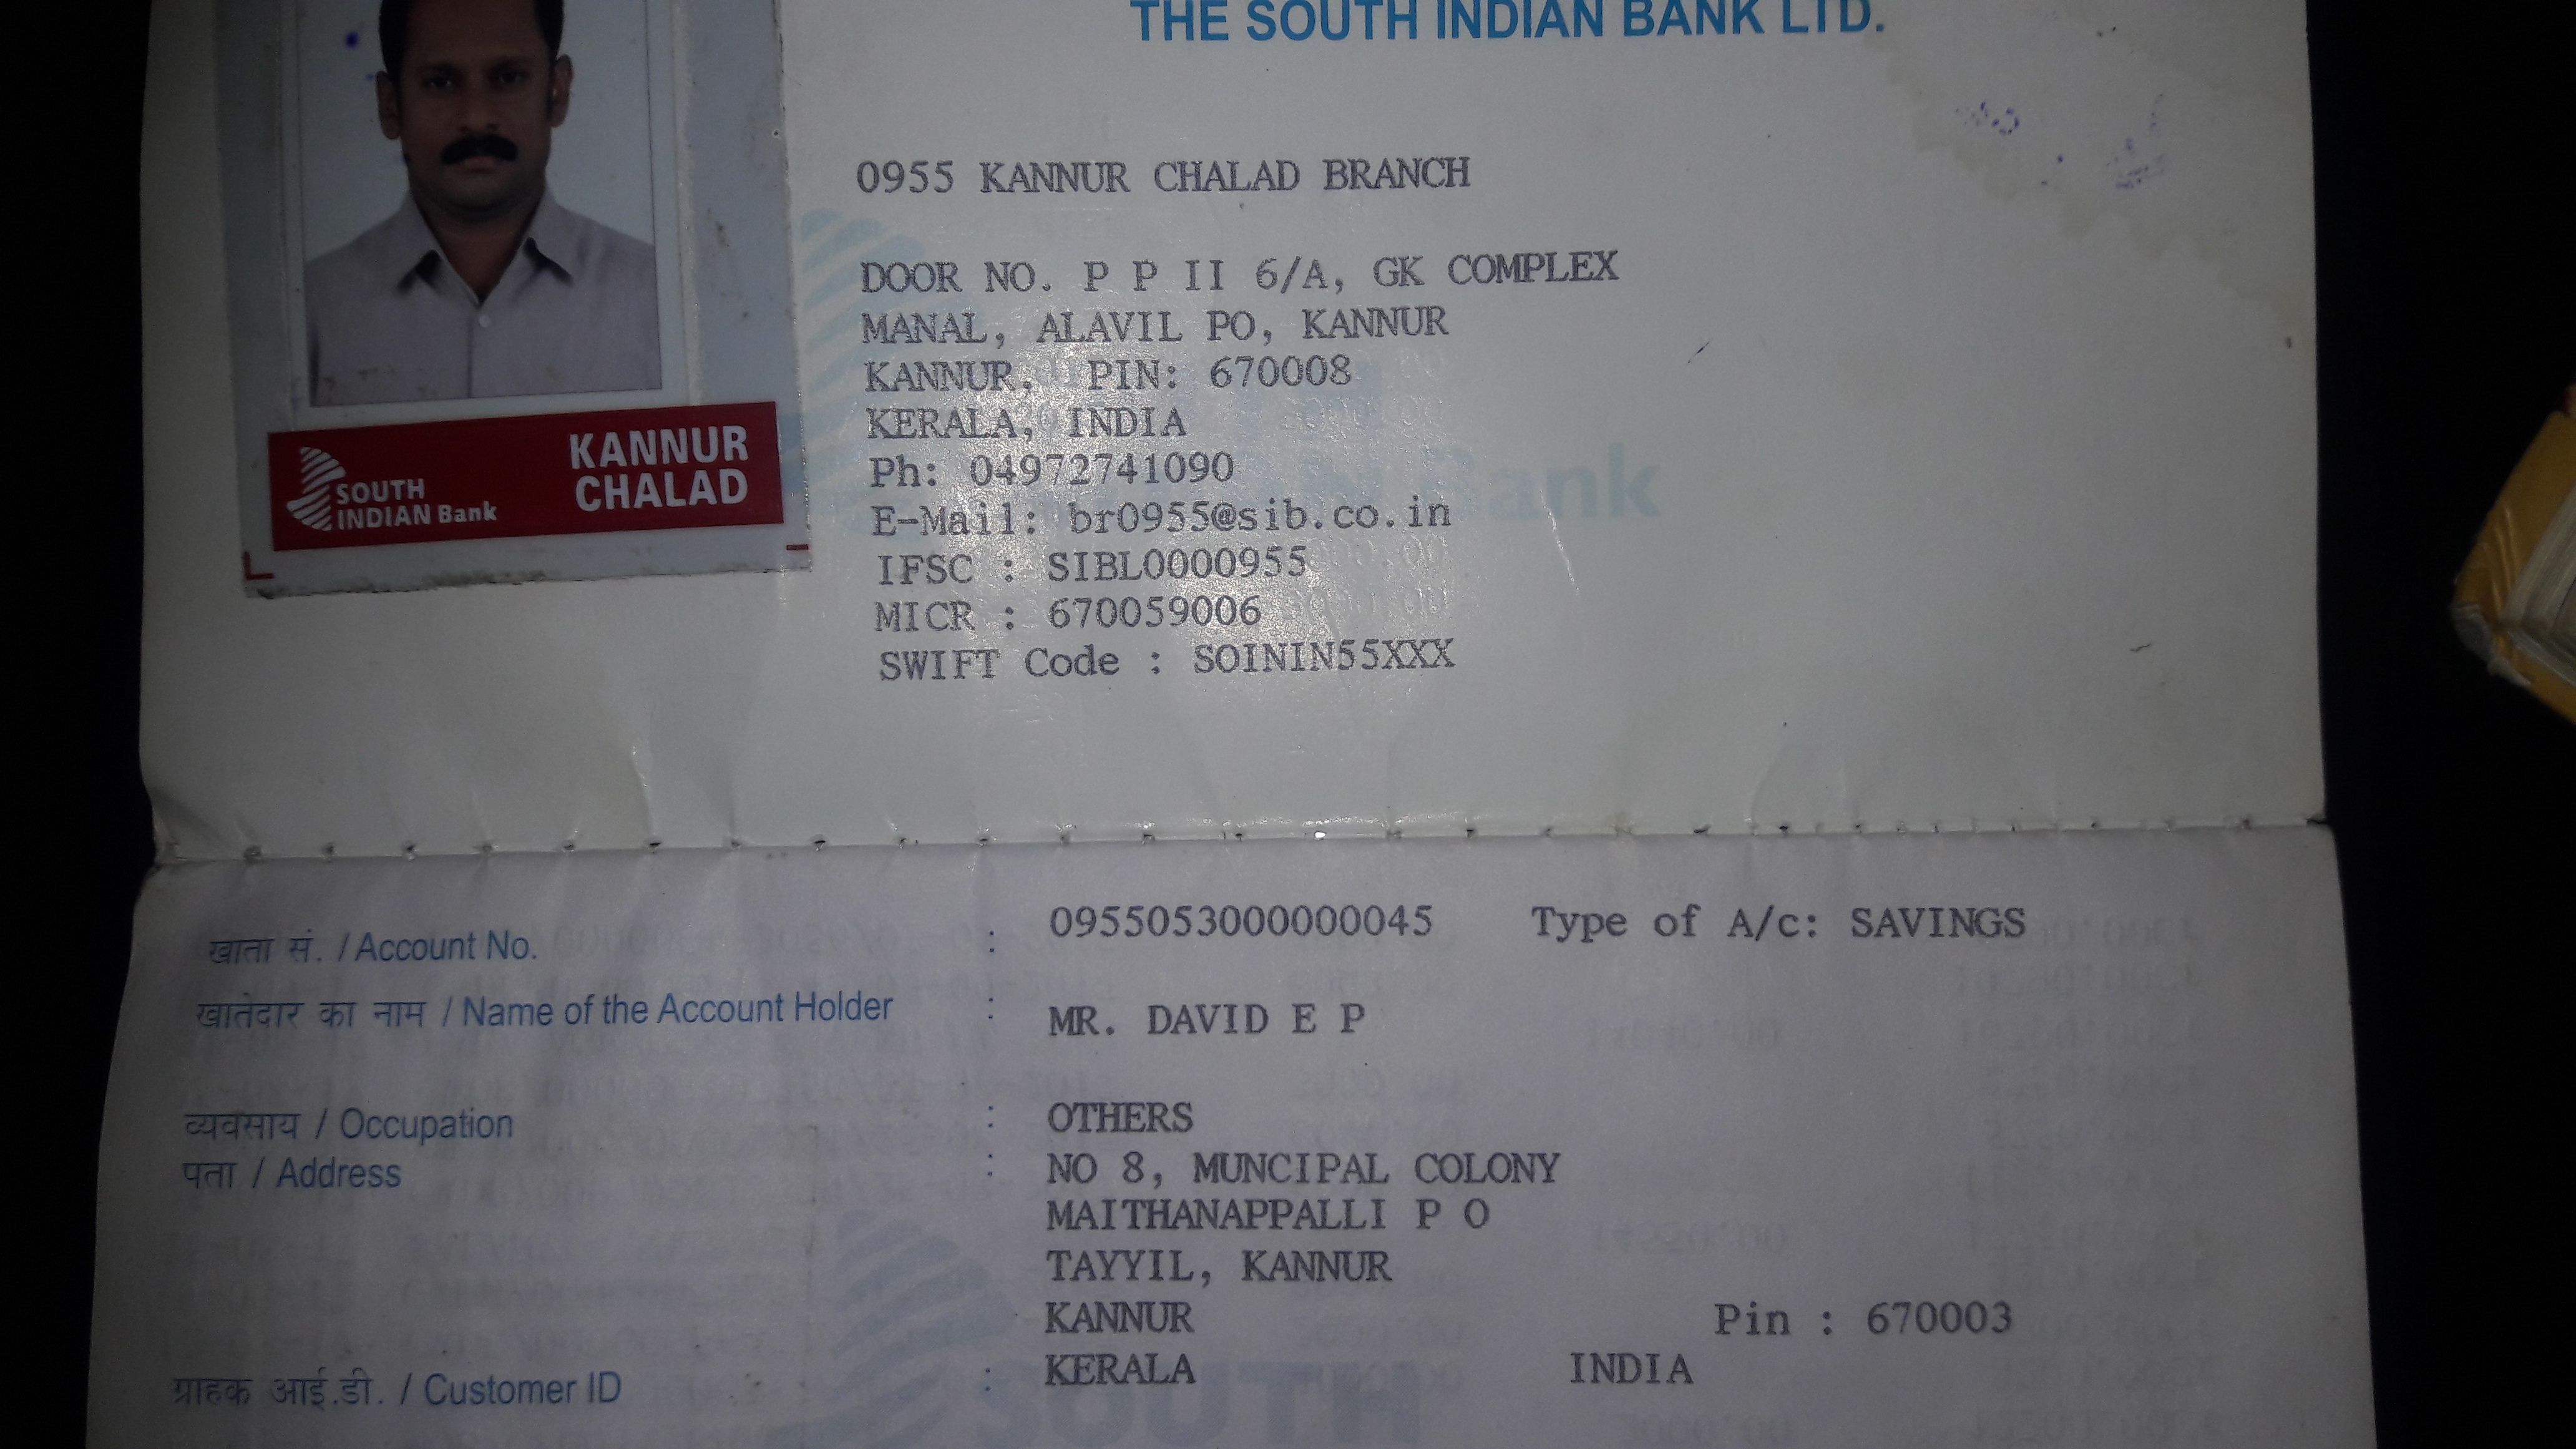 THE SOUTH INDIAN BANK LTD.
SOUTH
INDIAN Bank
KANNUR
CHALAD
0955 KANNUR CHALAD BRANCH
DOOR NO. P P II 6/A, GK COMPLEX
MANAL, ALAVIL PO, KANNUR
KANNUR, PIN: 670008
KERALA, INDIA
Ph: 04972741090
E-Mail: br0955@sib.co.in
IFSC : SIBL0000955
MICR : 670059006
SWIFT Code : SOININ55XXX
खाता सं. / Account No. : 0955053000000045 Type of A/c: SAVINGS
खातेदार का नाम / Name of the Account Holder : MR. DAVID E P
व्यवसाय / Occupation : OTHERS
पता / Address : NO 8, MUNCIPAL COLONY
MAITHANAPPALLI P O
TAYYIL, KANNUR
KANNUR Pin : 670003
KERALA INDIA
ग्राहक आई.डी. / Customer ID :